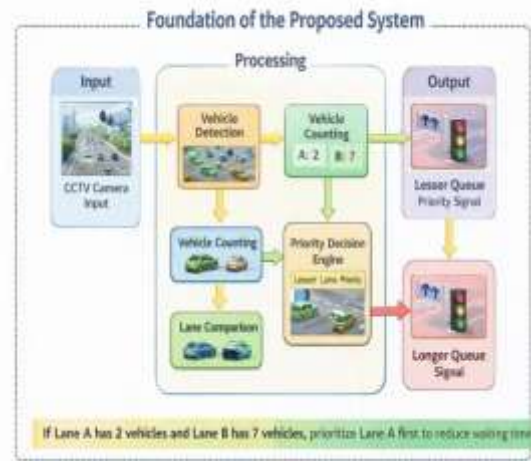 Foundation of the Proposed System
Input
CCTV Camera
Input
Processing
Vehicle
Detection
Vehicle
Counting
A: 2 B: 7
Vehicle Counting
Lane Comparison
Priority Decision
Engine
Lesser Lane
Output
Lesser Queue
Priority Signal
Longer Queue
Signal
If Lane A has 2 vehicles and Lane B has 7 vehicles, prioritize Lane A first to reduce waiting time